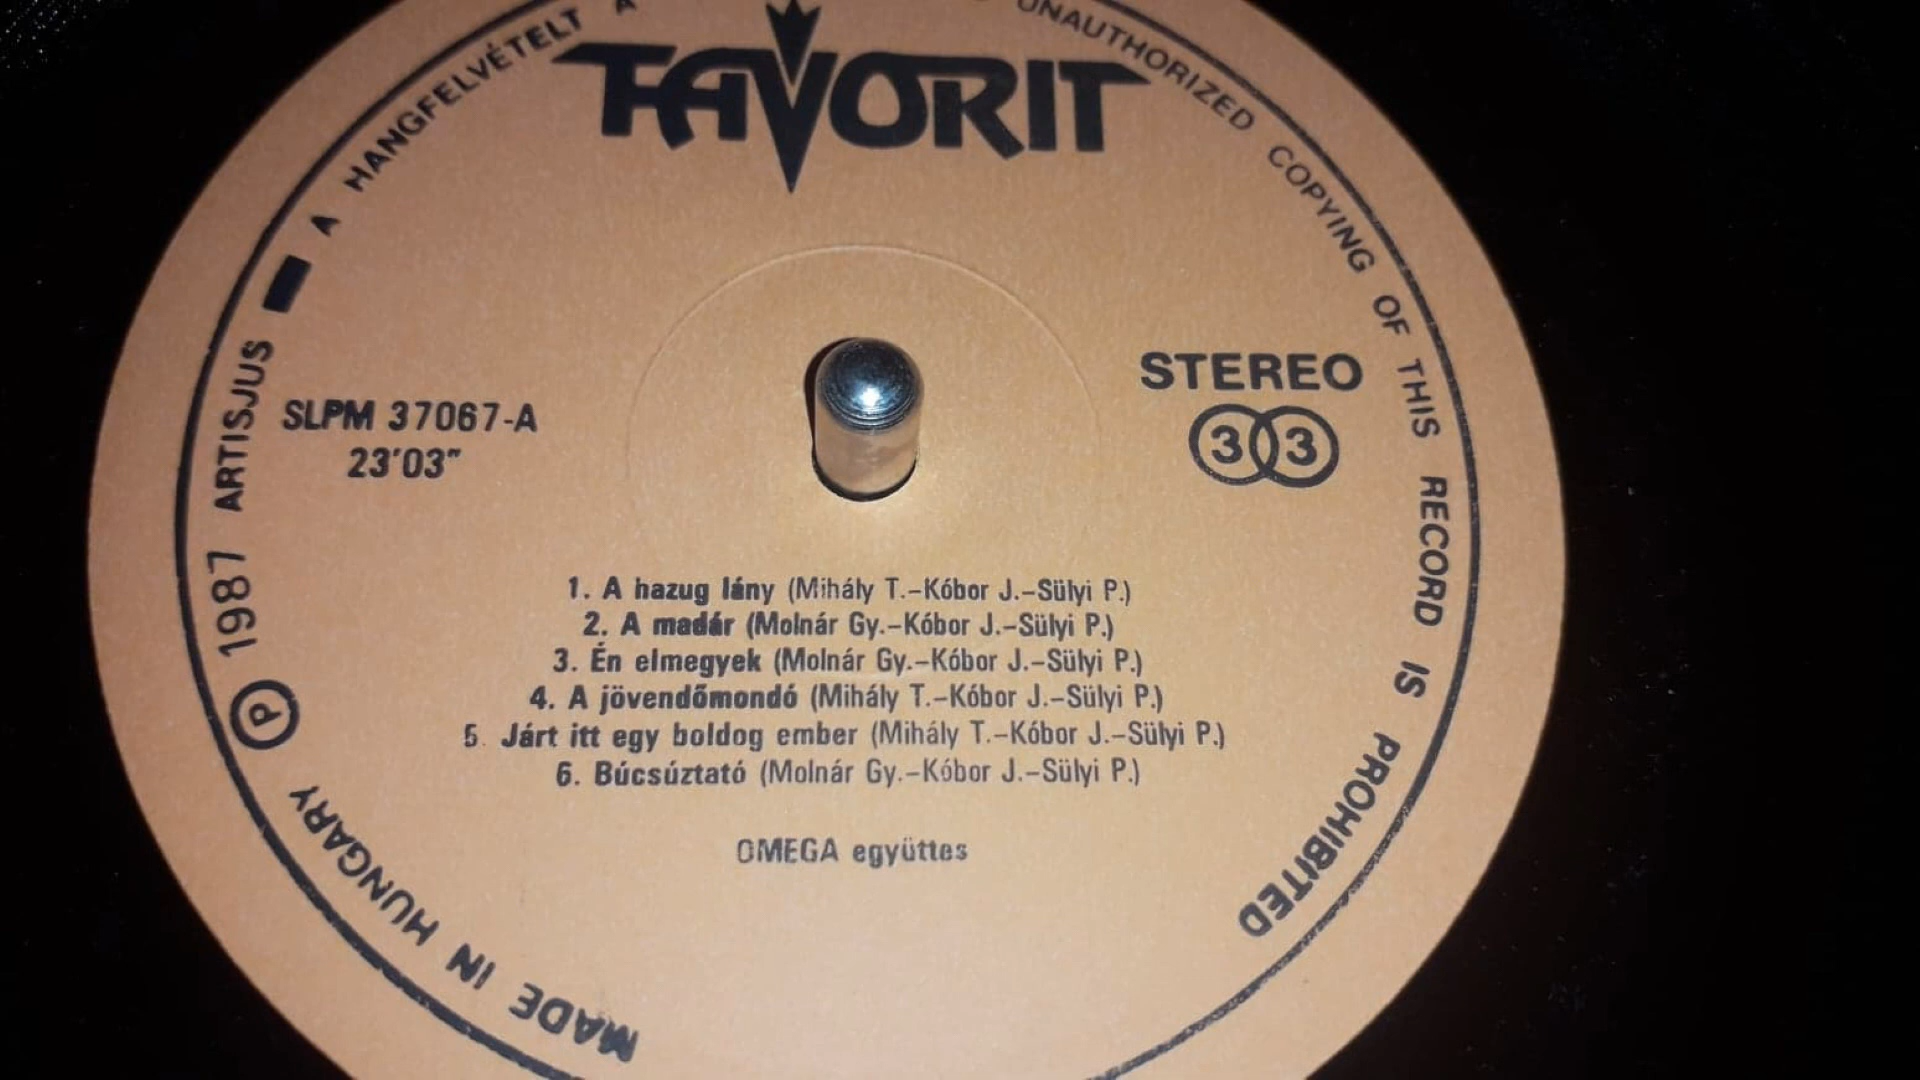 FAVORIT
STEREO
33
SLPM 37067-A
23'03"
1. A hazug lány (Mihály T.-Kóbor J.-Sülyi P.)
2. A madár (Molnár Gy.-Kóbor J.-Sülyi P.)
3. Én elmegyek (Molnár Gy.-Kóbor J.-Sülyi P.)
4. A jövendőmondó (Mihály T.-Kóbor J.-Sülyi P.)
5. Járt itt egy boldog ember (Mihály T.-Kóbor J.-Sülyi P.)
6. Búcsúztató (Molnár Gy.-Kóbor J.-Sülyi P.)
OMEGA együttes
MADE IN HUNGARY Ⓟ 1987 ARTISJUS ■ A HANGFELVÉTELT A
UNAUTHORIZED COPYING OF THIS RECORD IS PROHIBITED